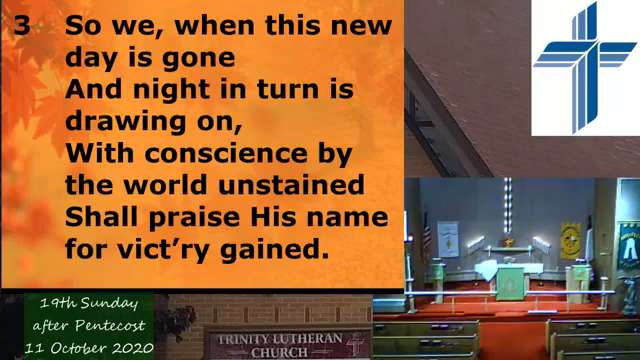 3 So we, when this new
day is gone
And night in turn is
drawing on,
With conscience by
the world unstained
Shall praise His name
for vict’ry gained.
19th Sunday
after Pentecost
11 October 2020
TRINITY LUTHERAN
CHURCH